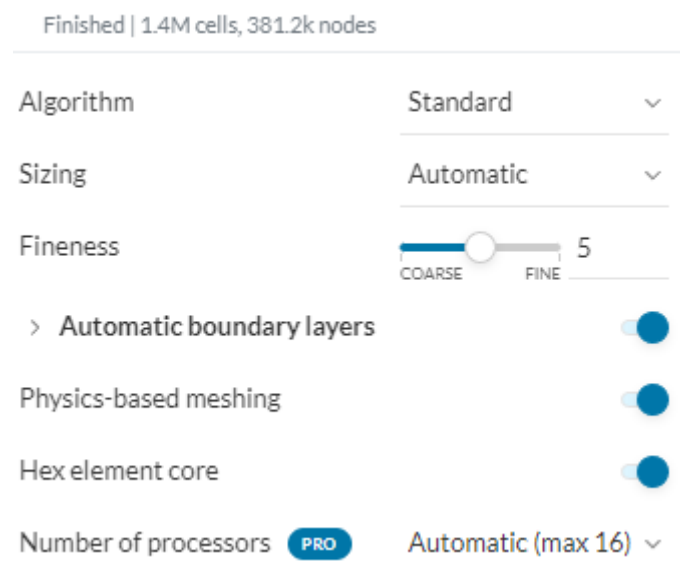 Finished | 1.4M cells, 381.2k nodes
Algorithm Standard
Sizing Automatic
Fineness 5
COARSE FINE
Automatic boundary layers
Physics-based meshing
Hex element core
Number of processors PRO Automatic (max 16)